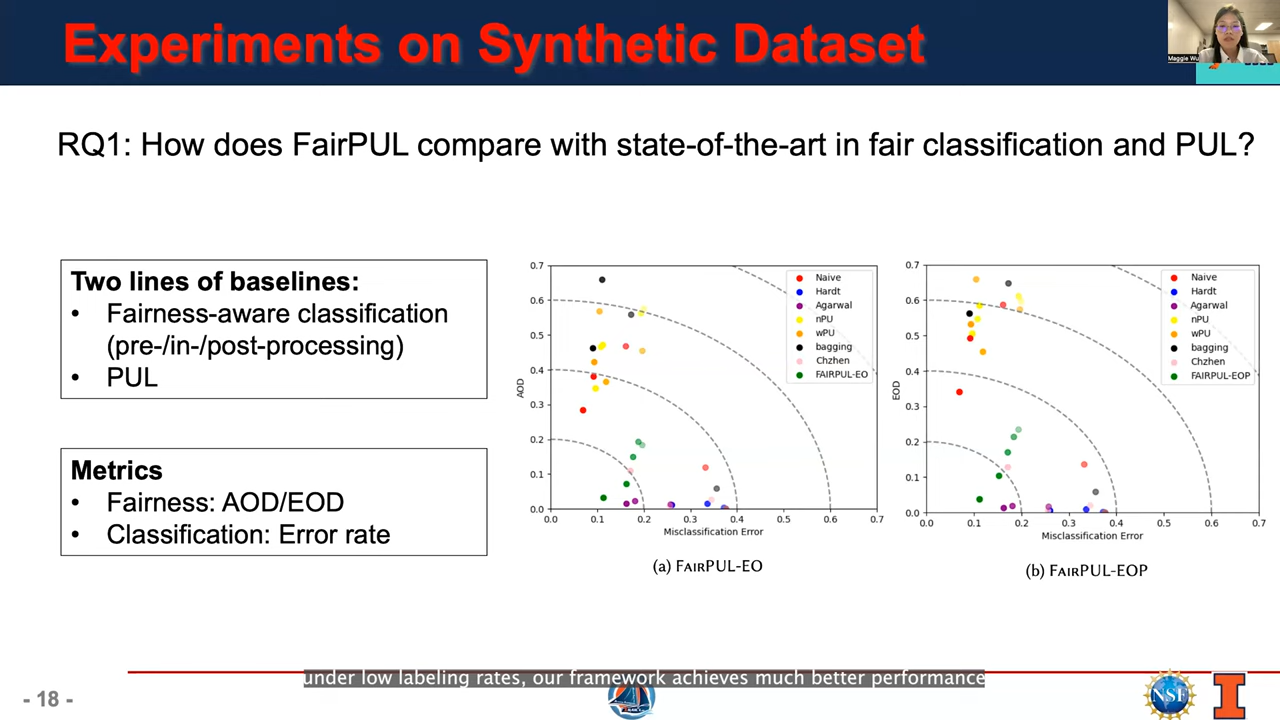 Experiments on Synthetic Dataset
Maggie Wu
RQ1: How does FairPUL compare with state-of-the-art in fair classification and PUL?
Two lines of baselines:
• Fairness-aware classification
(pre-/in-/post-processing)
• PUL
Metrics
• Fairness: AOD/EOD
• Classification: Error rate
0.7
0.6
0.5
0.4
0.3
0.2
0.1
0.0
AOD
0.0 0.1 0.2 0.3 0.4 0.5 0.6 0.7
Misclassification Error
Naive
Hardt
Agarwal
nPU
wPU
bagging
Chzhen
FAIRPUL-EO
(a) FAIRPUL-EO
0.7
0.6
0.5
0.4
0.3
0.2
0.1
0.0
EOD
0.0 0.1 0.2 0.3 0.4 0.5 0.6 0.7
Misclassification Error
Naive
Hardt
Agarwal
nPU
wPU
bagging
Chzhen
FAIRPUL-EOP
(b) FAIRPUL-EOP
under low labeling rates, our framework achieves much better performance
- 18 -
NSF
I